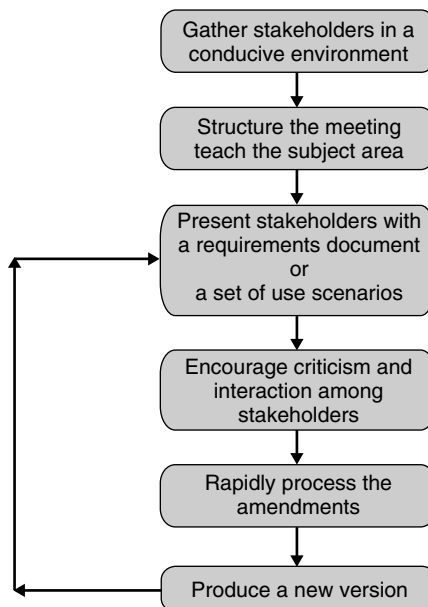 Gather stakeholders in a
conducive environment
Structure the meeting
teach the subject area
Present stakeholders with
a requirements document
or
a set of use scenarios
Encourage criticism and
interaction among
stakeholders
Rapidly process the
amendments
Produce a new version